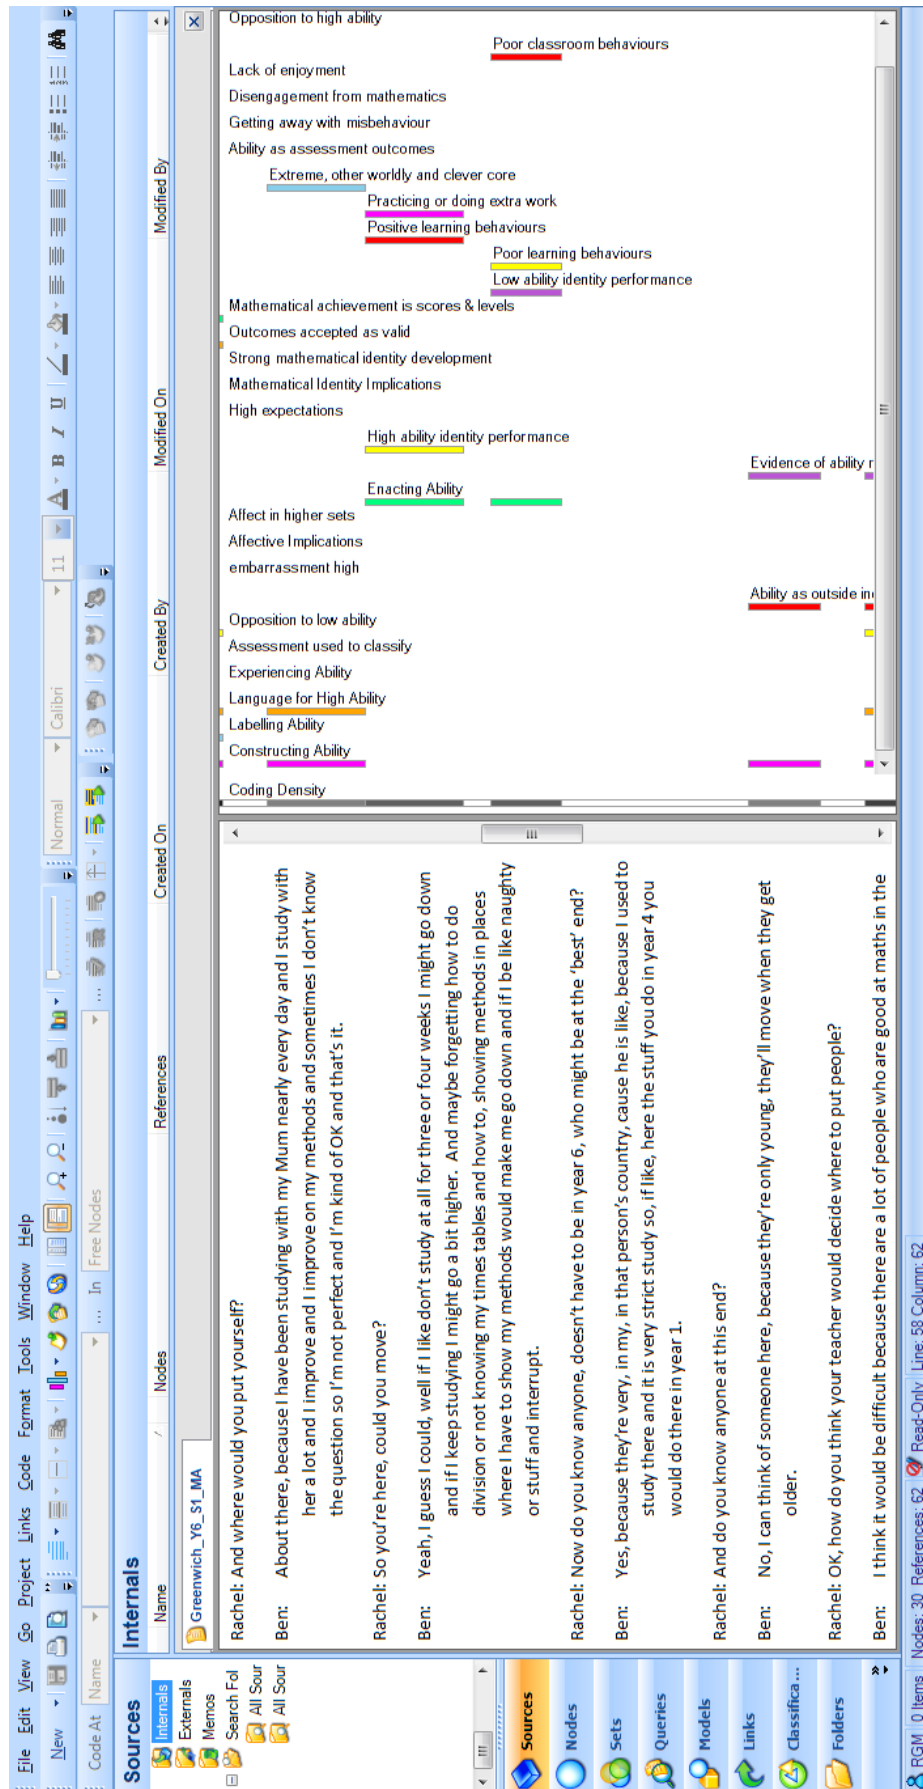 File Edit View Go Project Links Code Format Tools Window Help
New
Normal Calibri 11 A B I U
Code At Name ... In Free Nodes ...
Sources
Internals
Externals
Memos
Search Fol
All Sour
All Sour
Sources
Nodes
Sets
Queries
Models
Links
Classifica ...
Folders
Internals
Name / Nodes References Created On Created By Modified On Modified By
Greenwich_Y6_S1_MA
Rachel: And where would you put yourself?
Ben: About there, because I have been studying with my Mum nearly every day and I study with
her a lot and I improve and I improve on my methods and sometimes I don't know
the question so I'm not perfect and I'm kind of OK and that's it.
Rachel: So you're here, could you move?
Ben: Yeah, I guess I could, well if I like don't study at all for three or four weeks I might go down
and if I keep studying I might go a bit higher. And maybe forgetting how to do
division or not knowing my times tables and how to, showing methods in places
where I have to show my methods would make me go down and if I be like naughty
or stuff and interrupt.
Rachel: Now do you know anyone, doesn't have to be in year 6, who might be at the 'best' end?
Ben: Yes, because they're very, in my, in that person's country, cause he is like, because I used to
study there and it is very strict study so, if like, here the stuff you do in year 4 you
would do there in year 1.
Rachel: And do you know anyone at this end?
Ben: No, I can think of someone here, because they're only young, they'll move when they get
older.
Rachel: OK, how do you think your teacher would decide where to put people?
Ben: I think it would be difficult because there are a lot of people who are good at maths in the
Coding Density
Constructing Ability
Labelling Ability
Language for High Ability
Experiencing Ability
Assessment used to classify
Opposition to low ability
Ability as outside in
embarrassment high
Affective Implications
Affect in higher sets
Enacting Ability
Evidence of ability r
High ability identity performance
High expectations
Mathematical Identity Implications
Strong mathematical identity development
Outcomes accepted as valid
Mathematical achievement is scores & levels
Low ability identity performance
Poor learning behaviours
Positive learning behaviours
Practicing or doing extra work
Extreme, other worldly and clever core
Ability as assessment outcomes
Getting away with misbehaviour
Disengagement from mathematics
Lack of enjoyment
Poor classroom behaviours
Opposition to high ability
RGM 0 Items Nodes: 30 References: 62 Read-Only Line: 58 Column: 62